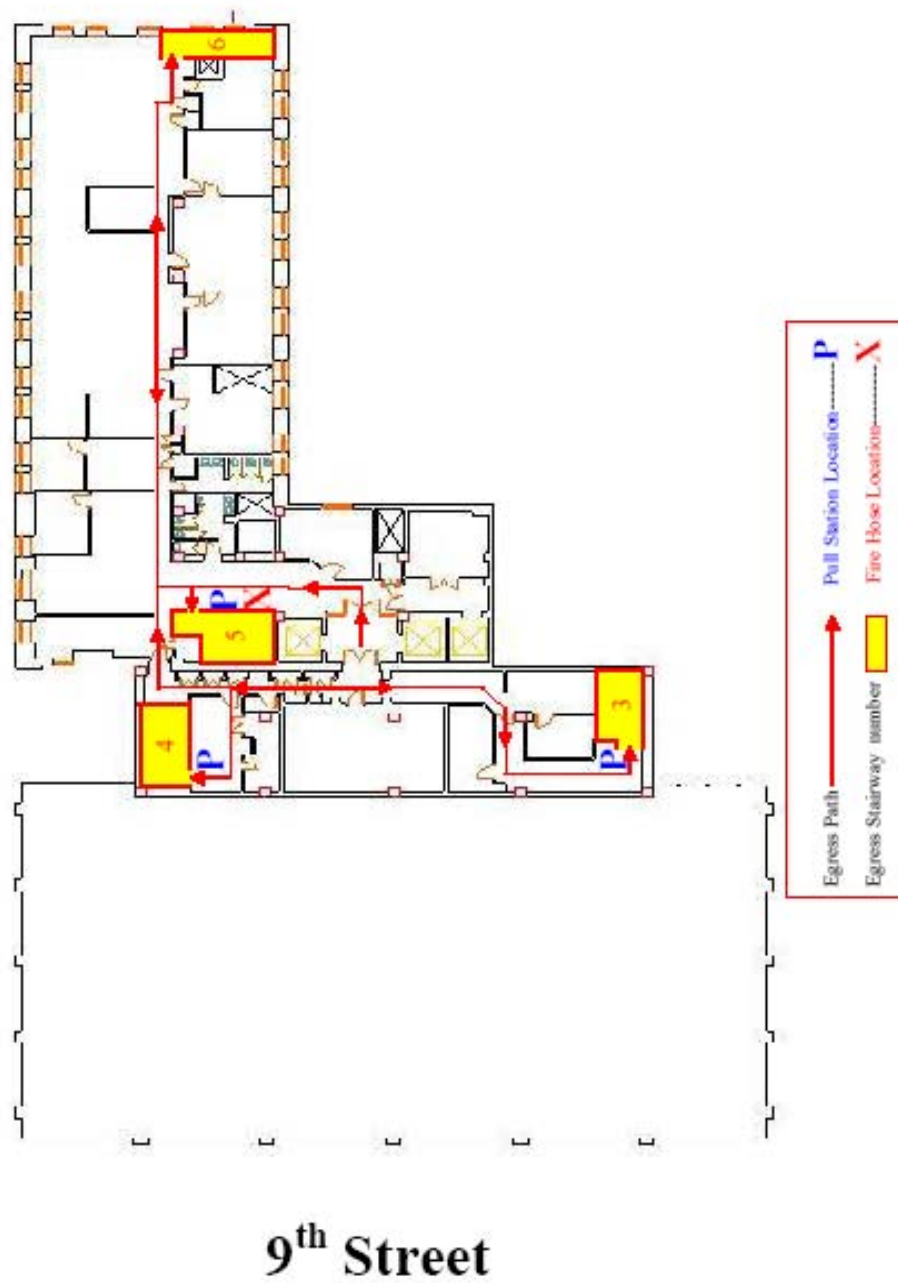 6
P
X
5
4
P
3
P
Egress Path
Pull Station Location-------P
Egress Stairway number
Fire Hose Location---------X
9th Street